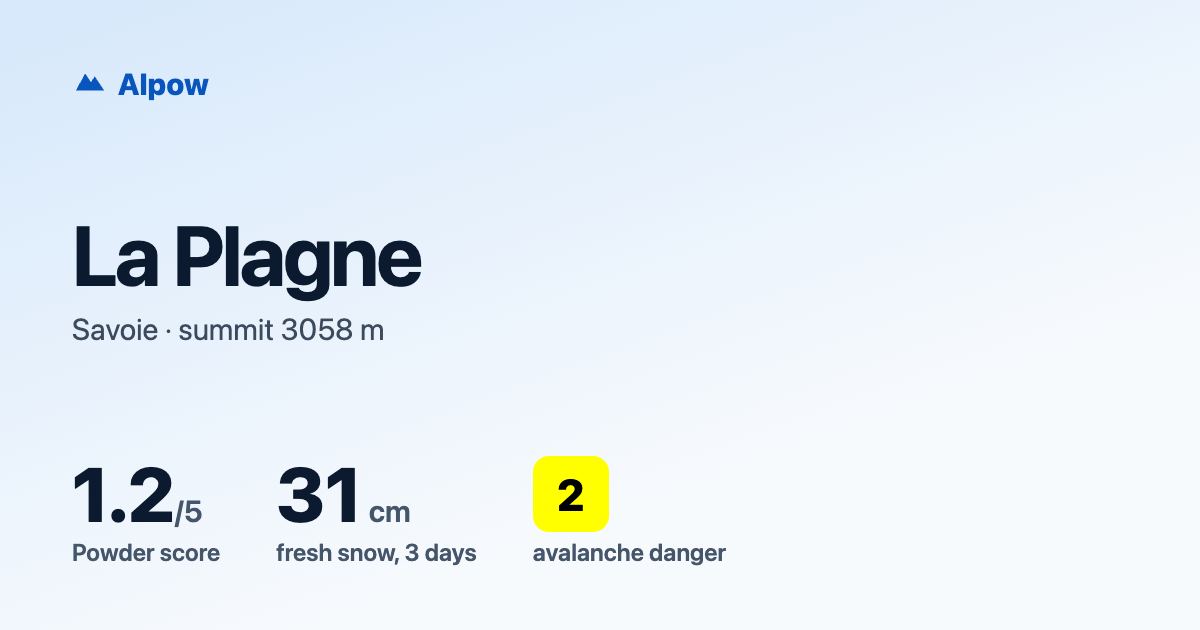 Alpow
La Plagne
Savoie · summit 3058 m
1.2/5
Powder score
31 cm
fresh snow, 3 days
2
avalanche danger